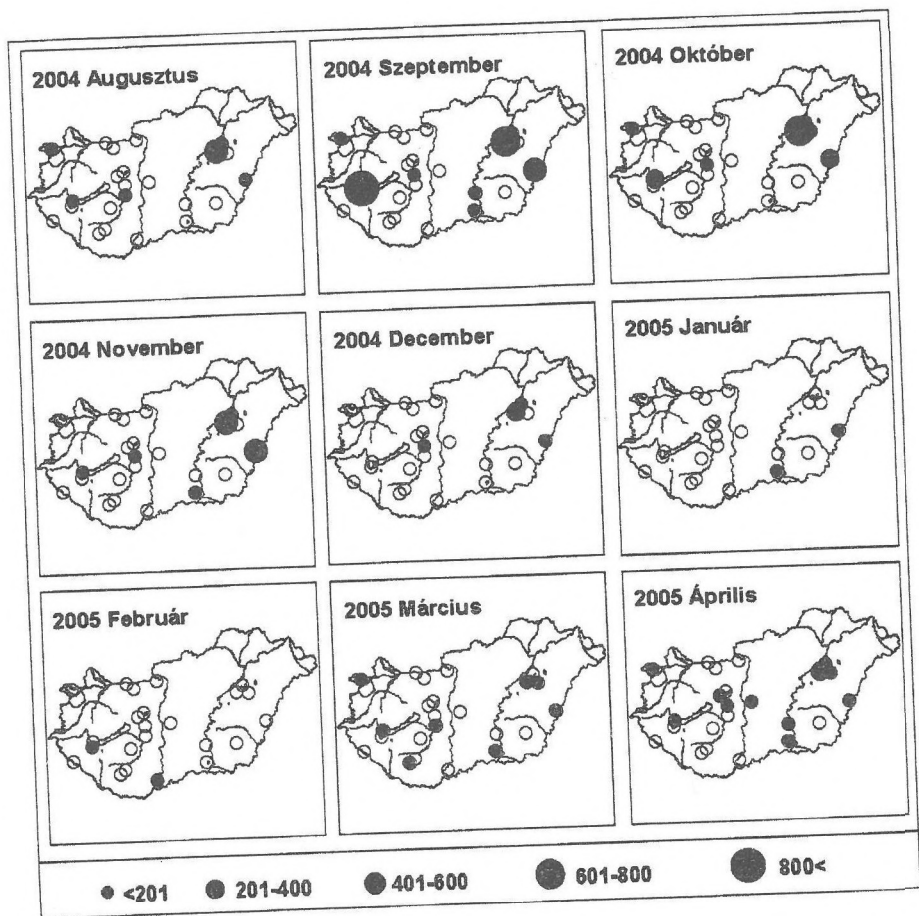 2004 Augusztus
2004 Szeptember
2004 Október
2004 November
2004 December
2005 Január
2005 Február
2005 Március
2005 Április
<201
201-400
401-600
601-800
800<